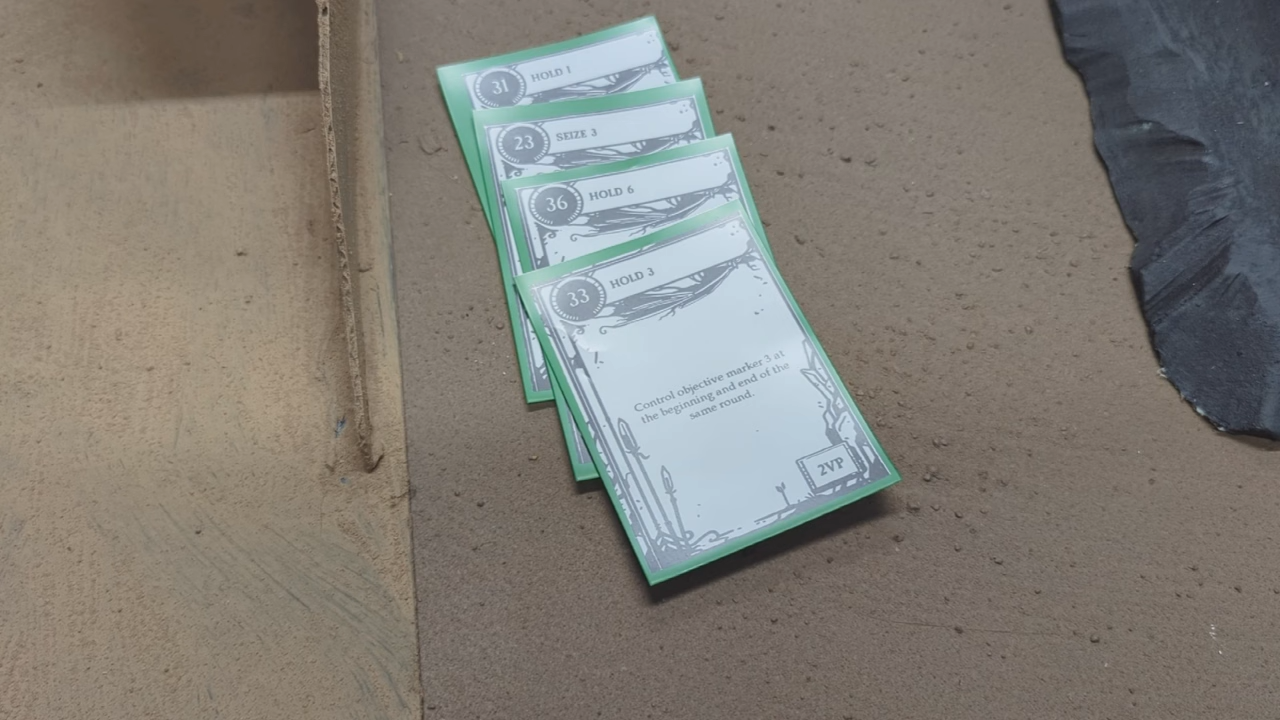 31 HOLD 1
23 SEIZE 3
36 HOLD 6
33 HOLD 3
Control objective marker 3 at
the beginning and end of the
same round.
2VP